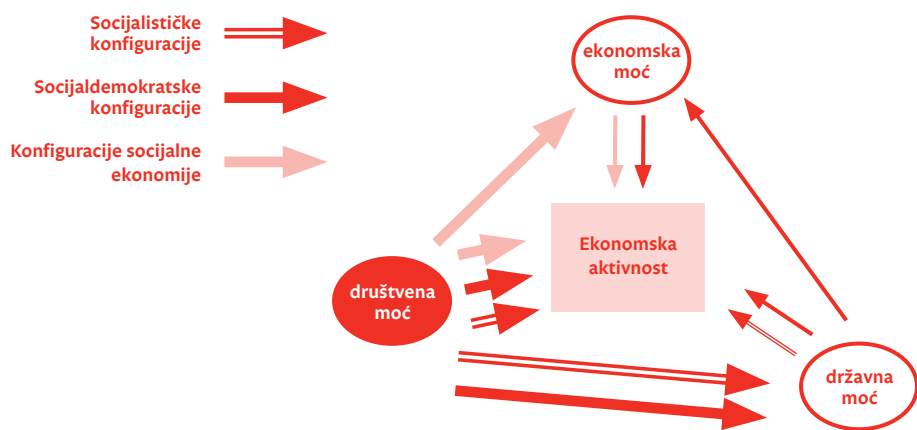 Socijalističke
konfiguracije
Socijaldemokratske
konfiguracije
Konfiguracije socijalne
ekonomije
ekonomska
moć
Ekonomska
aktivnost
društvena
moć
državna
moć